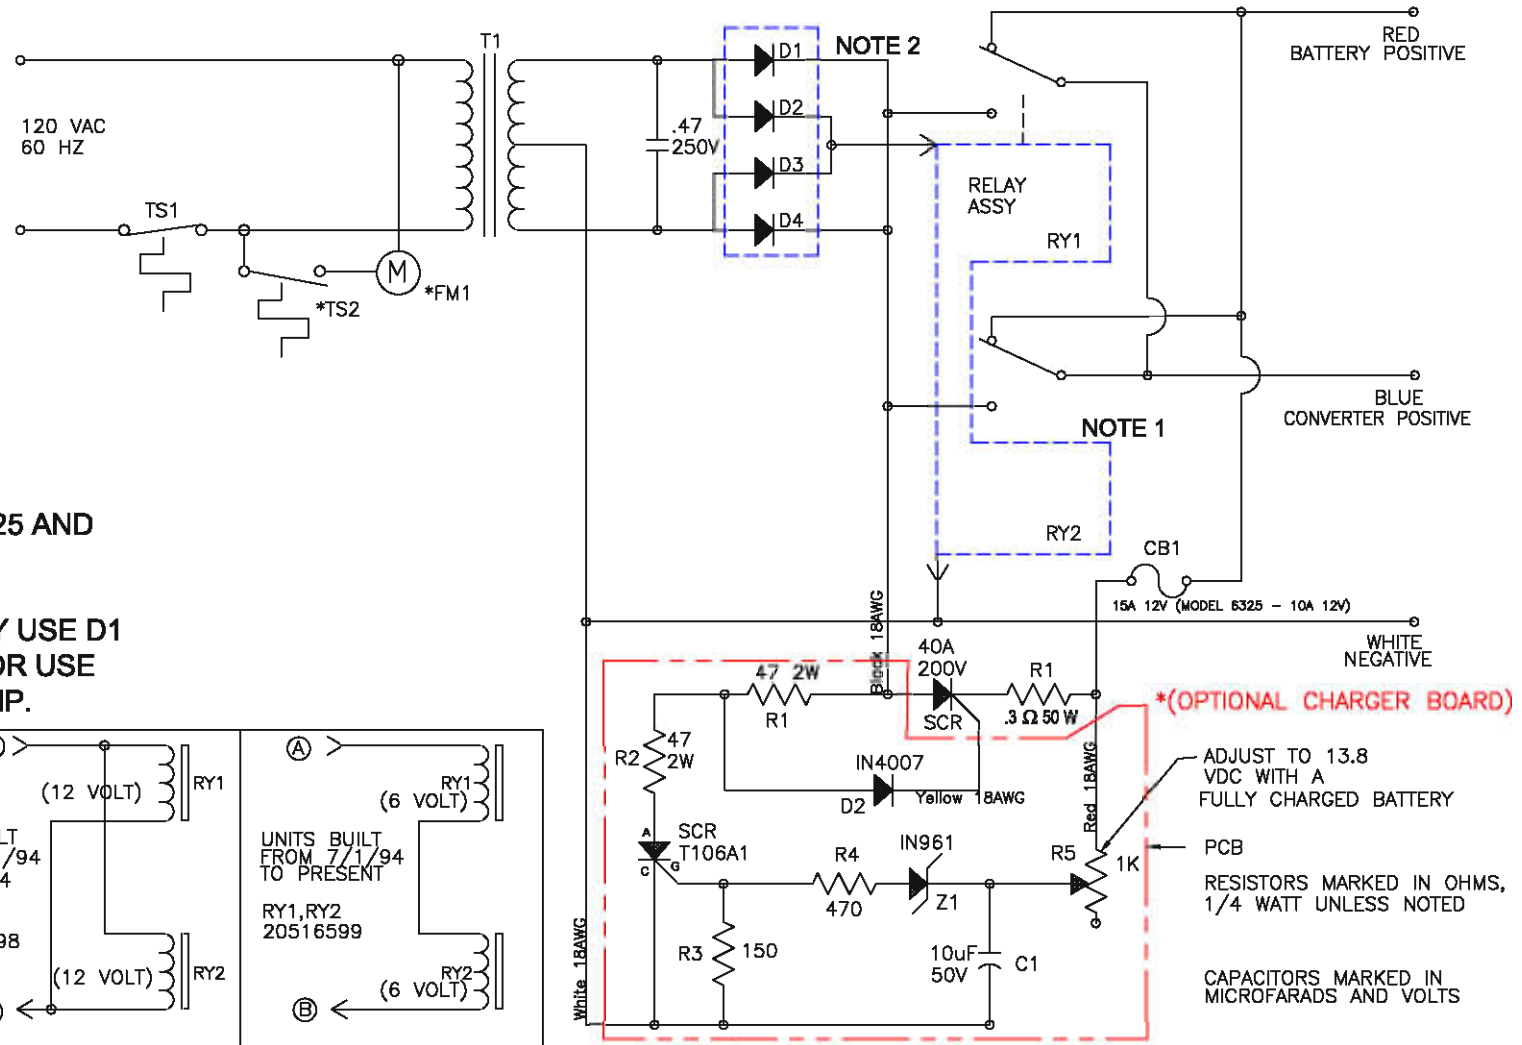 T1
D1
NOTE 2
RED
BATTERY POSITIVE
120 VAC
60 HZ
.47
250V
D2
D3
D4
RELAY
ASSY
RY1
TS1
M
*FM1
*TS2
BLUE
CONVERTER POSITIVE
NOTE 1
RY2
25 AND
CB1
15A 12V (MODEL 6325 - 10A 12V)
Y USE D1
OR USE
IP.
Black 18AWG
WHITE
NEGATIVE
40A
200V
SCR
R1
.3 Ω 50 W
47 2W
R1
*(OPTIONAL CHARGER BOARD)
R2
47
2W
IN4007
D2
Yellow 18AWG
Red 18AWG
ADJUST TO 13.8
VDC WITH A
FULLY CHARGED BATTERY
A
SCR
T106A1
C
G
R4
470
IN961
Z1
R5
1K
PCB
RESISTORS MARKED IN OHMS,
1/4 WATT UNLESS NOTED
R3
150
10uF
50V
C1
CAPACITORS MARKED IN
MICROFARADS AND VOLTS
White 18AWG
(12 VOLT)
RY1
LT
/94
4
98
(12 VOLT)
RY2
A
RY1
(6 VOLT)
UNITS BUILT
FROM 7/1/94
TO PRESENT
RY1,RY2
20516599
RY2
(6 VOLT)
B